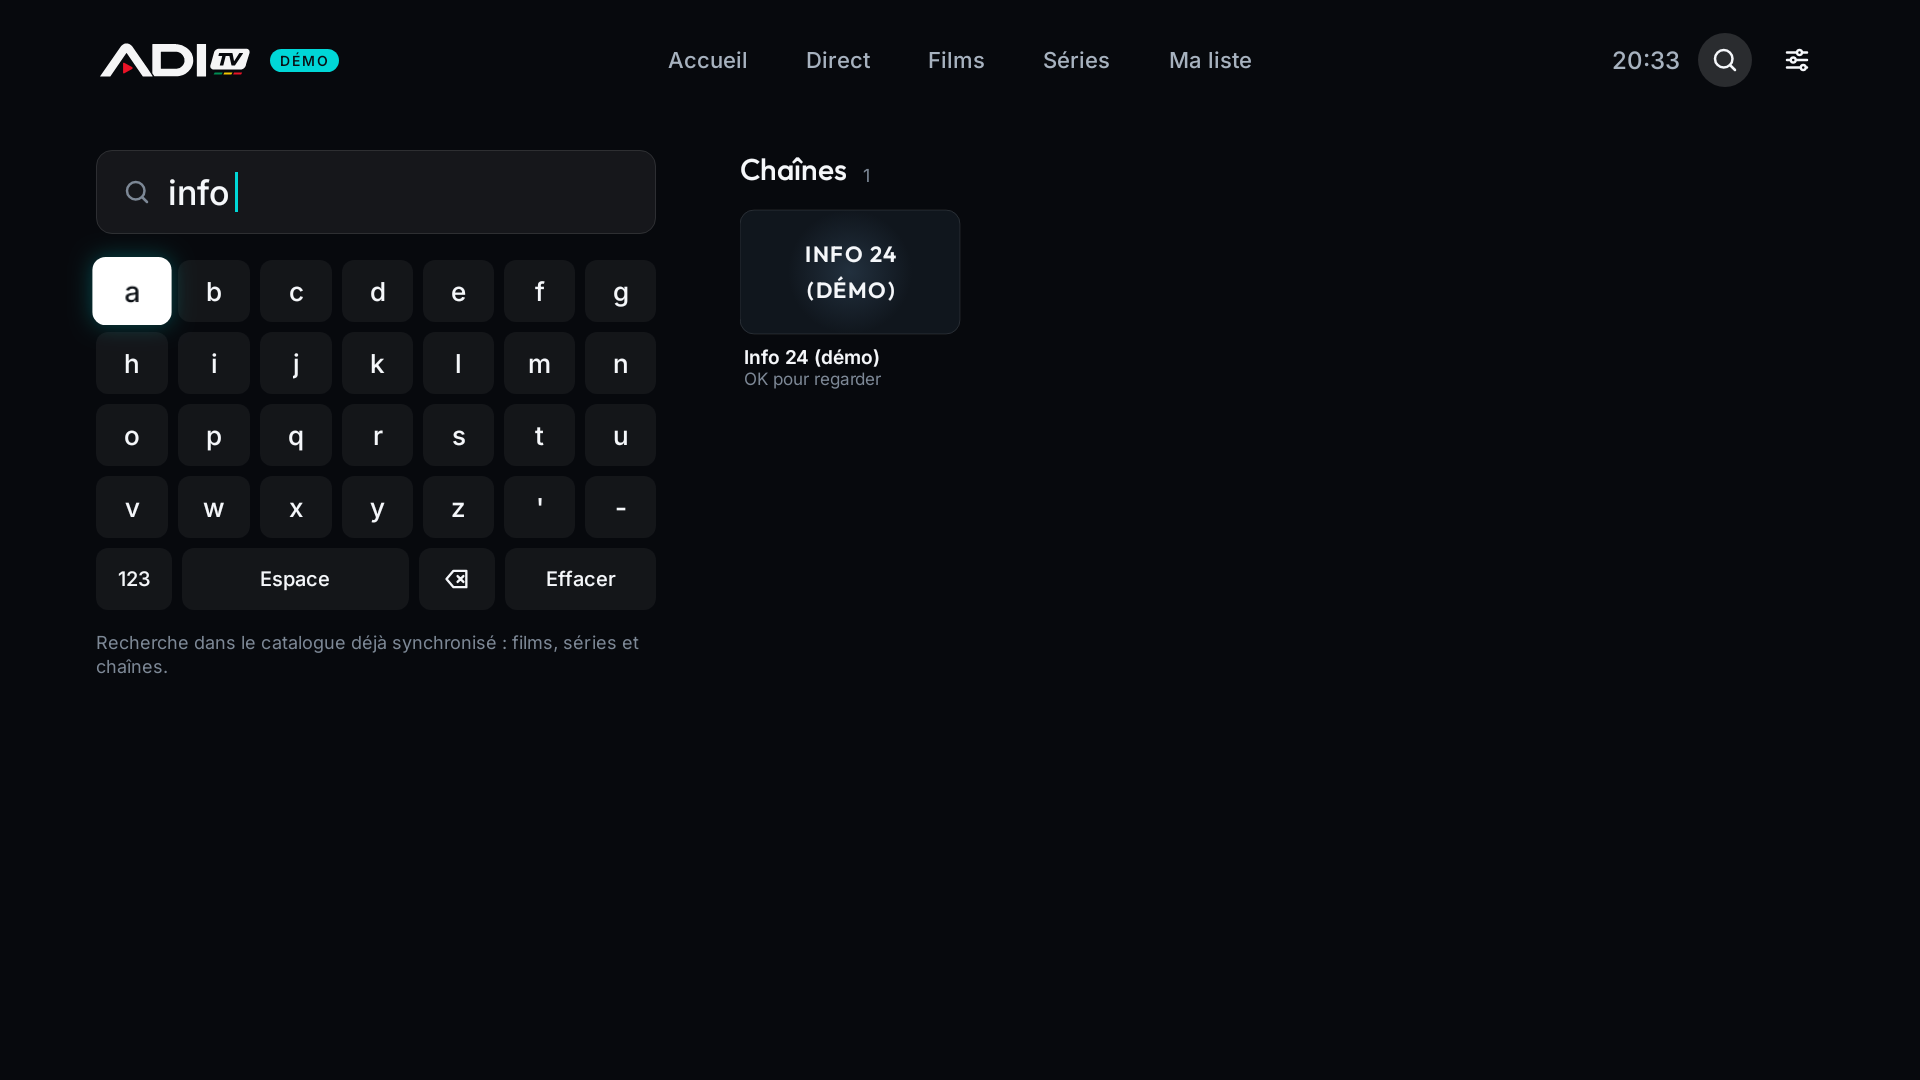 ADI TV
DÉMO
Accueil
Direct
Films
Séries
Ma liste
20:33
info
a b c d e f g
h i j k l m n
o p q r s t u
v w x y z ' -
123 Espace Effacer
Recherche dans le catalogue déjà synchronisé : films, séries et
chaînes.
Chaînes 1
INFO 24
(DÉMO)
Info 24 (démo)
OK pour regarder